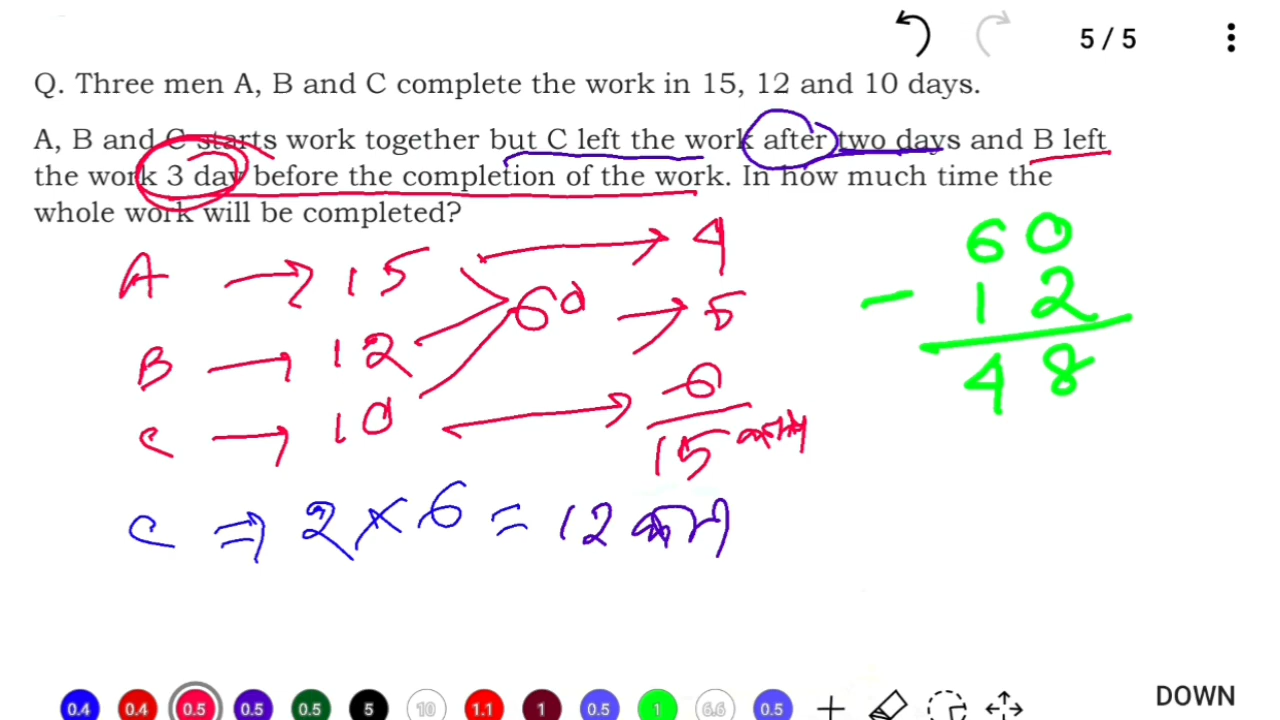 5 / 5
Q. Three men A, B and C complete the work in 15, 12 and 10 days.
A, B and C starts work together but C left the work after two days and B left
the work 3 day before the completion of the work. In how much time the
whole work will be completed?
A → 15 → 4
B → 12 60 → 5
C → 10 → 6
15 काम
C ⇒ 2 × 6 = 12 काम
60
- 12
48
0.4 0.4 0.5 0.5 0.5 5 10 1.1 1 0.5 1 6.6 0.5
DOWN